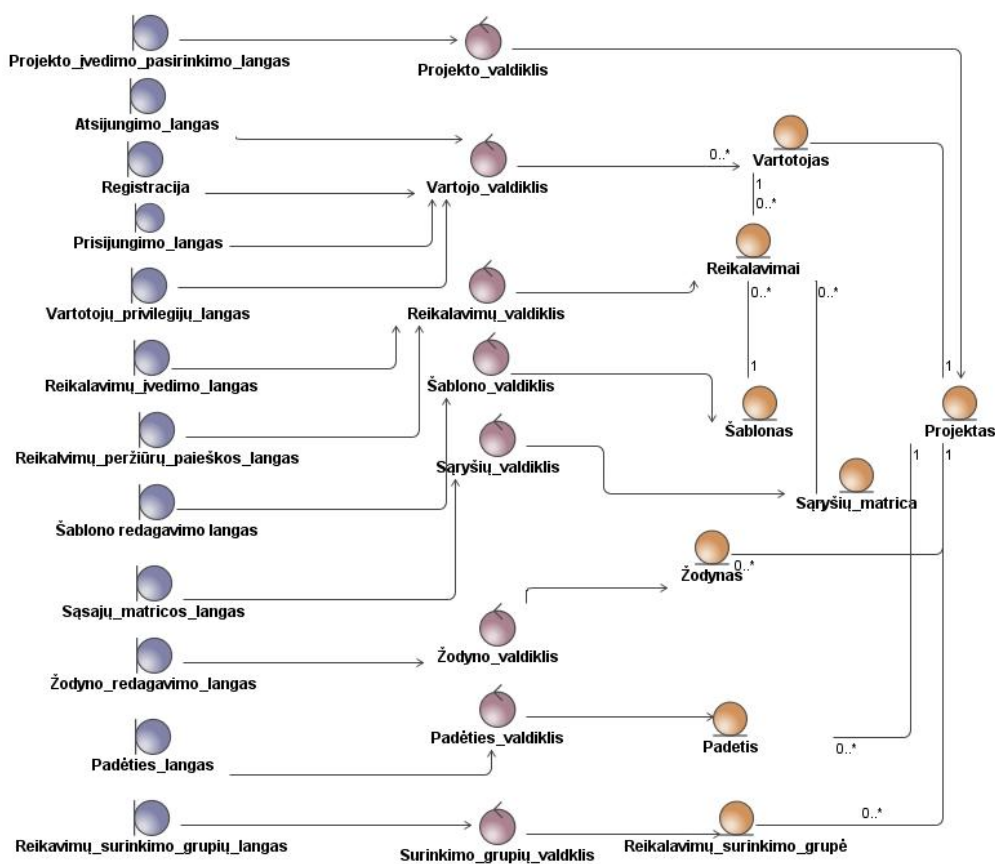 Projekto_įvedimo_pasirinkimo_langas
Projekto_valdiklis
Atsijungimo_langas
0..*
Vartotojas
Registracija
Vartojo_valdiklis
1
0..*
Prisijungimo_langas
Reikalavimai
Vartotojų_privilegijų_langas
Reikalavimų_valdiklis
0..*
0..*
Reikalavimų_įvedimo_langas
Šablono_valdiklis
1
1
Šablonas
Projektas
Reikalvimų_peržiūrų_paieškos_langas
Sąryšių_valdiklis
1
1
Sąryšių_matrica
Šablono redagavimo langas
Žodynas
0..*
Sąsajų_matricos_langas
Žodyno_valdiklis
Žodyno_redagavimo_langas
Padėties_valdiklis
Padetis
0..*
Padėties_langas
0..*
Reikavimų_surinkimo_grupių_langas
Surinkimo_grupių_valdklis
Reikalavimų_surinkimo_grupė